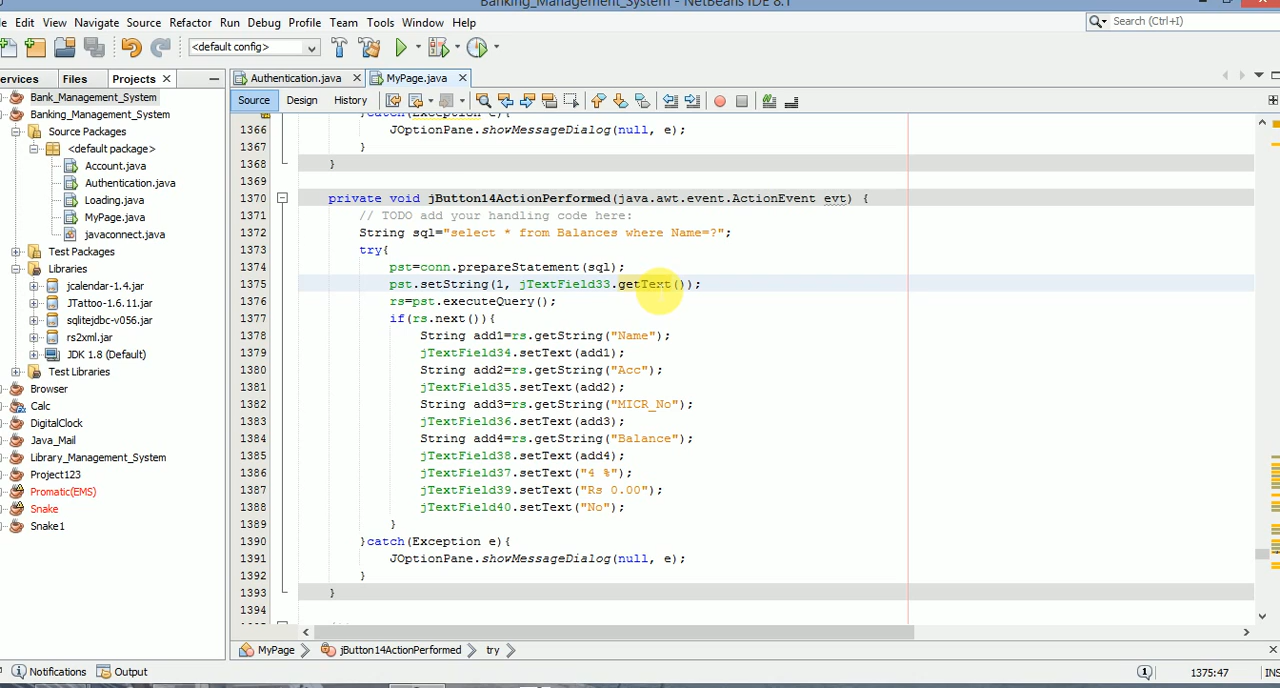 Banking_Management_System - NetBeans IDE 8.1
File Edit View Navigate Source Refactor Run Debug Profile Team Tools Window Help
Search (Ctrl+I)
<default config>
ervices Files Projects
Authentication.java MyPage.java
Source Design History
Bank_Management_System
Banking_Management_System
Source Packages
<default package>
Account.java
Authentication.java
Loading.java
MyPage.java
javaconnect.java
Test Packages
Libraries
jcalendar-1.4.jar
JTattoo-1.6.11.jar
sqlitejdbc-v056.jar
rs2xml.jar
JDK 1.8 (Default)
Test Libraries
Browser
Calc
DigitalClock
Java_Mail
Library_Management_System
Project123
Promatic(EMS)
Snake
Snake1
}catch(Exception e){
1366 JOptionPane.showMessageDialog(null, e);
1367 }
1368 }
1369
1370 private void jButton14ActionPerformed(java.awt.event.ActionEvent evt) {
1371 // TODO add your handling code here:
1372 String sql="select * from Balances where Name=?";
1373 try{
1374 pst=conn.prepareStatement(sql);
1375 pst.setString(1, jTextField33.getText());
1376 rs=pst.executeQuery();
1377 if(rs.next()){
1378 String add1=rs.getString("Name");
1379 jTextField34.setText(add1);
1380 String add2=rs.getString("Acc");
1381 jTextField35.setText(add2);
1382 String add3=rs.getString("MICR_No");
1383 jTextField36.setText(add3);
1384 String add4=rs.getString("Balance");
1385 jTextField38.setText(add4);
1386 jTextField37.setText("4 %");
1387 jTextField39.setText("Rs 0.00");
1388 jTextField40.setText("No");
1389 }
1390 }catch(Exception e){
1391 JOptionPane.showMessageDialog(null, e);
1392 }
1393 }
1394
MyPage jButton14ActionPerformed try
Notifications Output
1375:47 INS